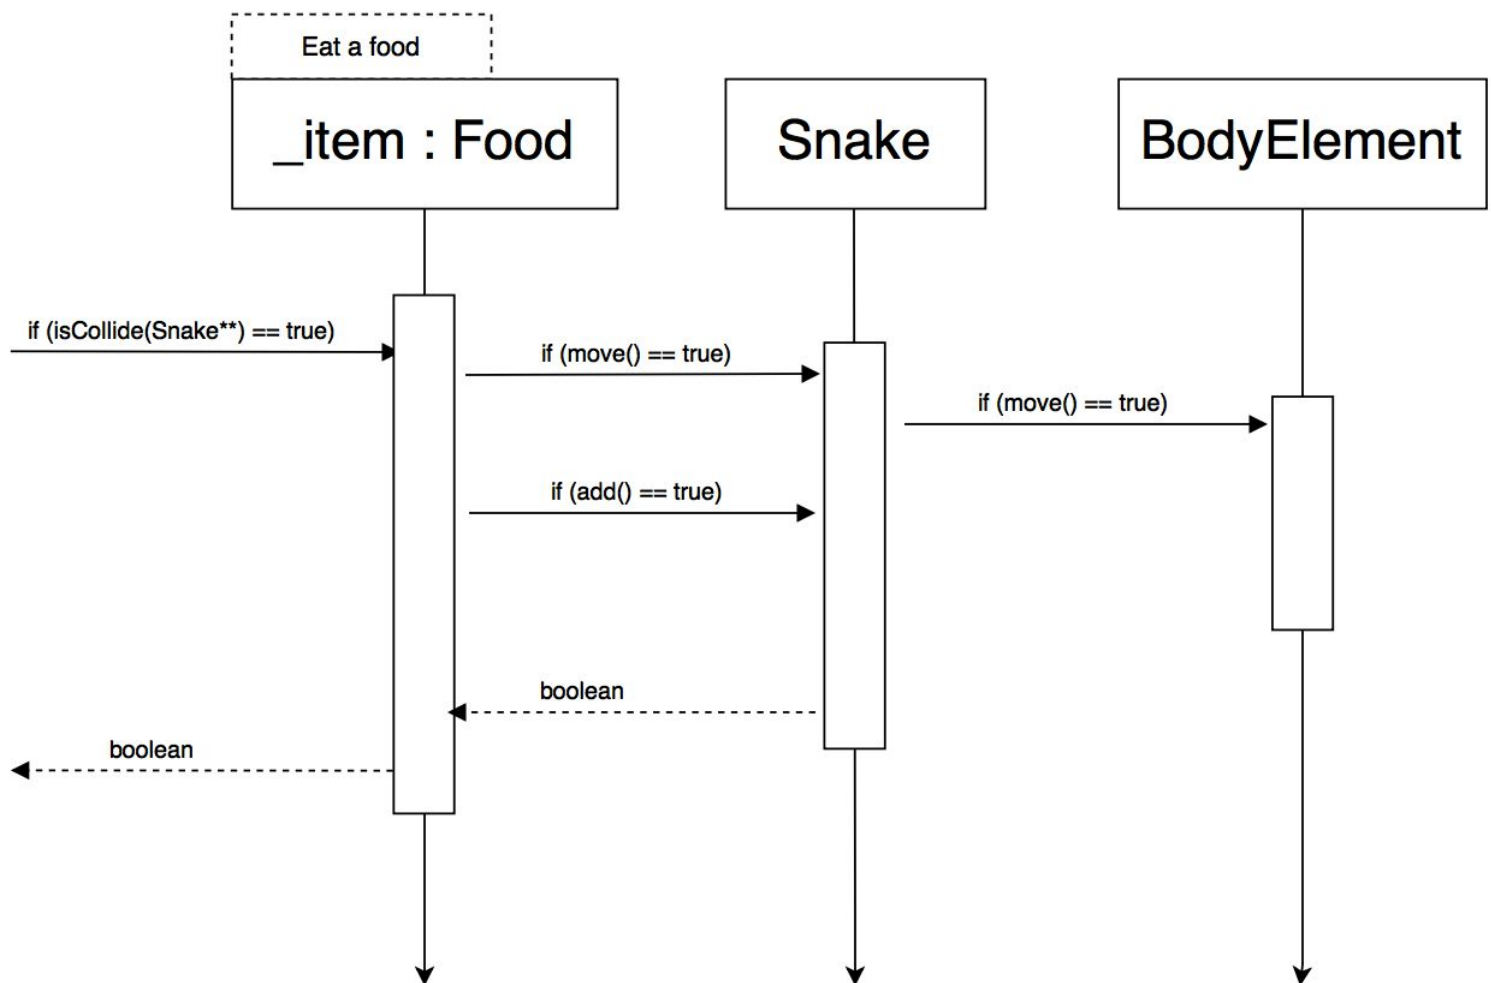 Eat a food
_item : Food
Snake
BodyElement
if (isCollide(Snake**) == true)
if (move() == true)
if (move() == true)
if (add() == true)
boolean
boolean